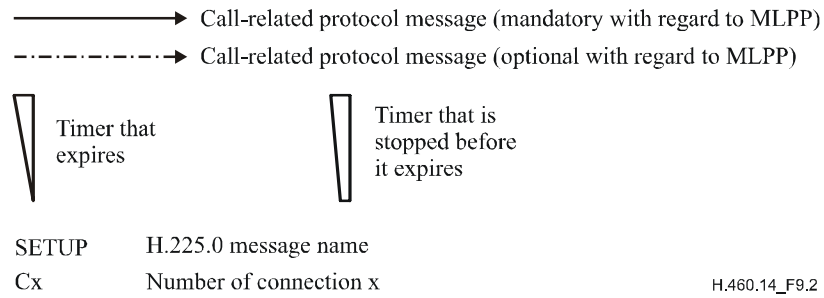 Call-related protocol message (mandatory with regard to MLPP)
Call-related protocol message (optional with regard to MLPP)
Timer that
expires
Timer that is
stopped before
it expires
SETUP H.225.0 message name
Cx Number of connection x
H.460.14_F9.2